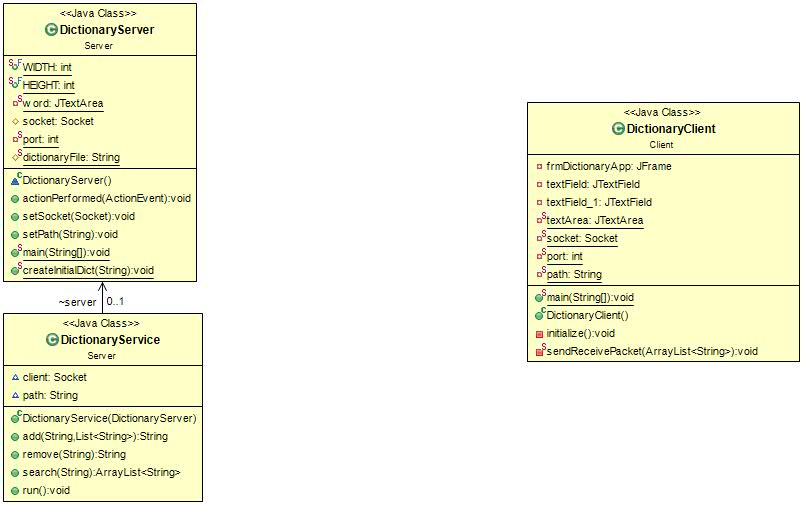 <<Java Class>>
DictionaryServer
Server
WIDTH: int
HEIGHT: int
word: JTextArea
socket: Socket
port: int
dictionaryFile: String
DictionaryServer()
actionPerformed(ActionEvent):void
setSocket(Socket):void
setPath(String):void
main(String[]):void
createInitialDict(String):void
~server 0..1
<<Java Class>>
DictionaryService
Server
client: Socket
path: String
DictionaryService(DictionaryServer)
add(String,List<String>):String
remove(String):String
search(String):ArrayList<String>
run():void
<<Java Class>>
DictionaryClient
Client
frmDictionaryApp: JFrame
textField: JTextField
textField_1: JTextField
textArea: JTextArea
socket: Socket
port: int
path: String
main(String[]):void
DictionaryClient()
initialize():void
sendReceivePacket(ArrayList<String>):void